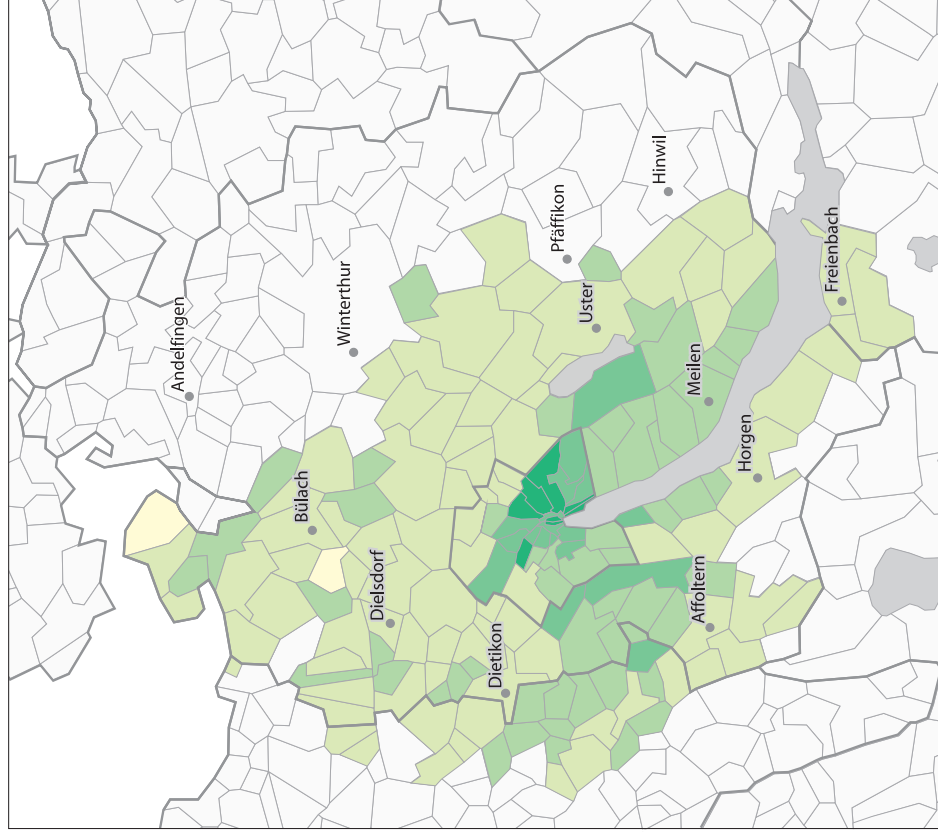 Andelfingen
Winterthur
Pfäffikon
Hinwil
Bülach
Uster
Freienbach
Dielsdorf
Meilen
Dietikon
Horgen
Affoltern